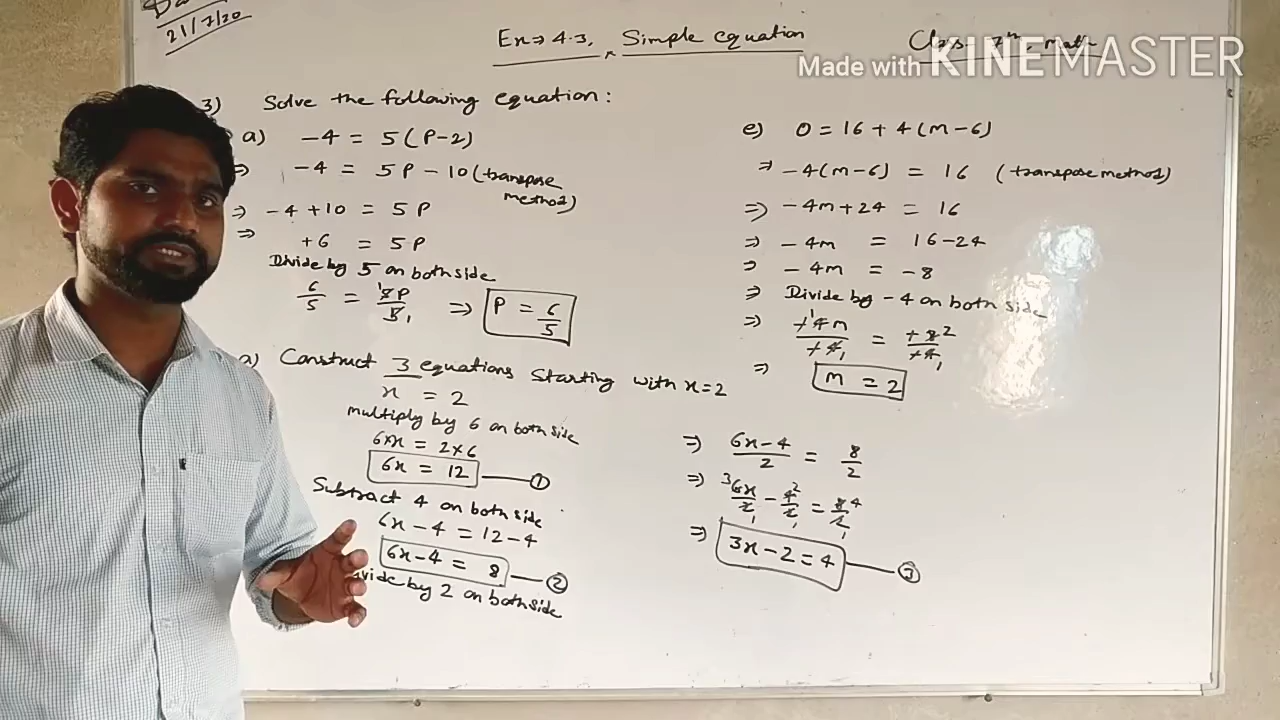 21/7/20
Ex⇒ 4.3, Simple equation
Class 7th, math
Made with KINEMASTER
3) Solve the following equation:
a) -4 = 5(P-2)
⇒ -4 = 5P - 10 (transpose method)
⇒ -4 + 10 = 5P
⇒ +6 = 5P
Divide by 5 on both side
6/5 = 5P/5 ⇒ P = 6/5
e) 0 = 16 + 4(m-6)
⇒ -4(m-6) = 16 (transpose method)
⇒ -4m + 24 = 16
⇒ -4m = 16-24
⇒ -4m = -8
⇒ Divide by -4 on both side
⇒ -4m/-4 = -8/-4
⇒ m = 2
a) Construct 3 equations starting with x=2
x = 2
multiply by 6 on both side
6×x = 2×6
6x = 12 — ①
Subtract 4 on both side
6x - 4 = 12-4
6x-4 = 8 — ②
ivide by 2 on both side
⇒ 6x-4/2 = 8/2
⇒ 6x/2 - 4/2 = 8/2
⇒ 3x-2=4 — ③